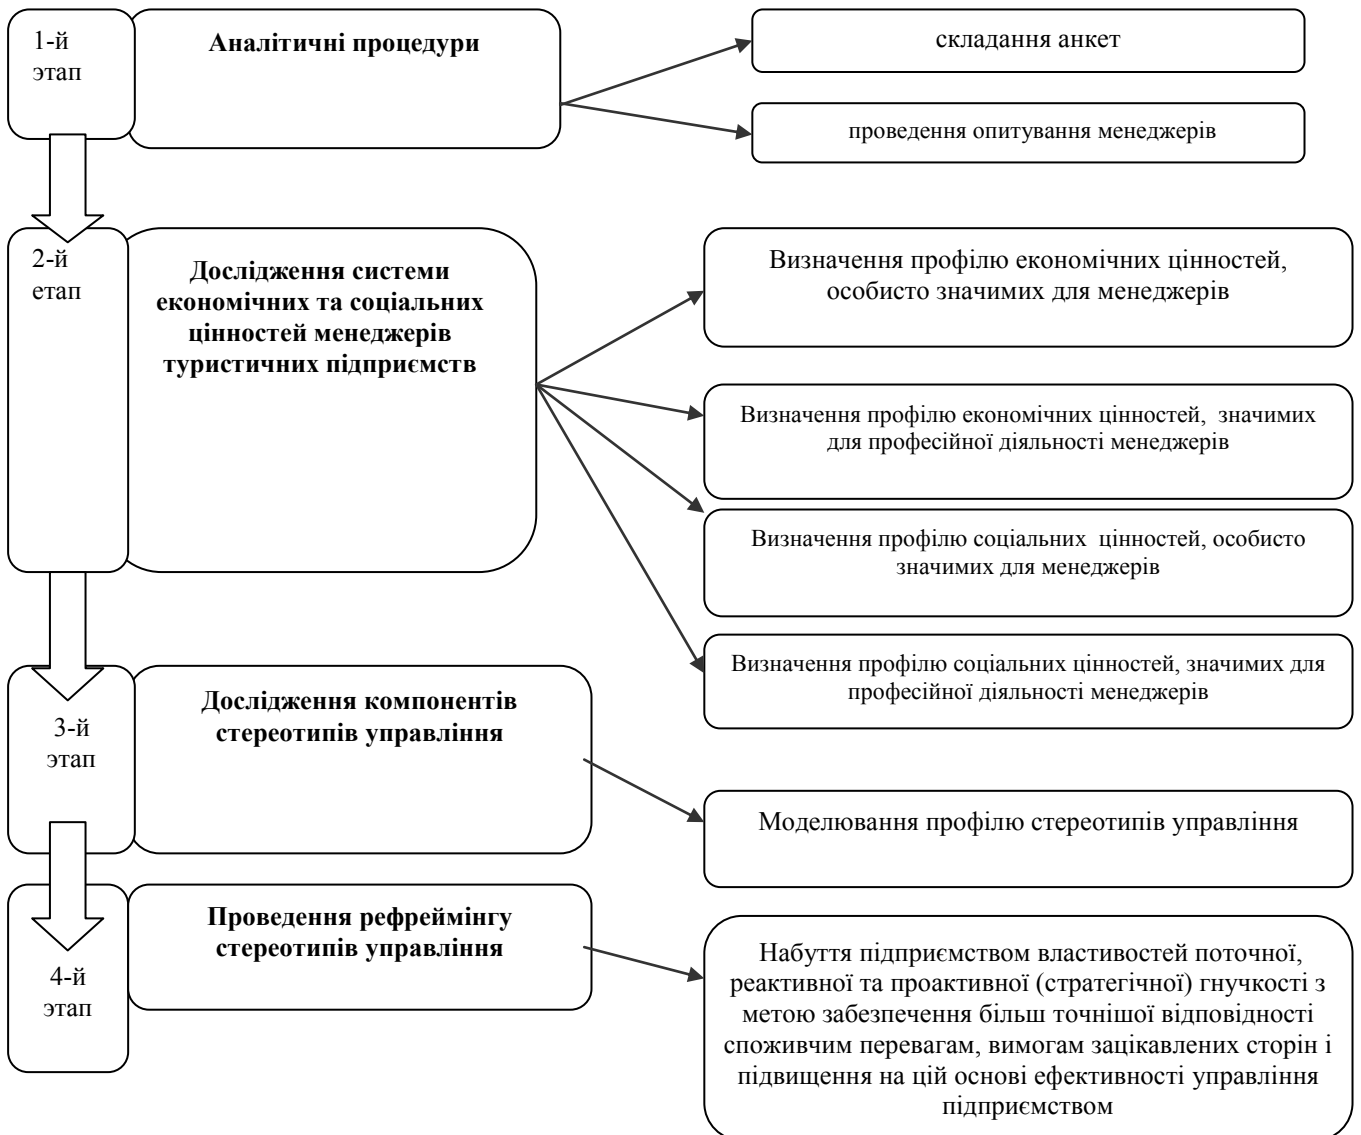 1-й
этап
Аналітичні процедури
складання анкет
проведення опитування менеджерів
2-й
етап
Дослідження системи
економічних та соціальних
цінностей менеджерів
туристичних підприємств
Визначення профілю економічних цінностей,
особисто значимих для менеджерів
Визначення профілю економічних цінностей, значимих
для професійної діяльності менеджерів
Визначення профілю соціальних цінностей, особисто
значимих для менеджерів
Визначення профілю соціальних цінностей, значимих для
професійної діяльності менеджерів
3-й
этап
Дослідження компонентів
стереотипів управління
Моделювання профілю стереотипів управління
4-й
этап
Проведення рефреймінгу
стереотипів управління
Набуття підприємством властивостей поточної,
реактивної та проактивної (стратегічної) гнучкості з
метою забезпечення більш точнішої відповідності
споживчим перевагам, вимогам зацікавлених сторін і
підвищення на цій основі ефективності управління
підприємством